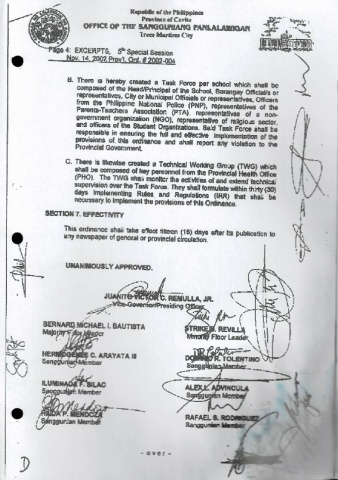 Republic of the Philippines
Province of Cavite
OFFICE OF THE SANGGUNIANG PANLALAWIGAN
Trece Martires City
Page 4: EXCERPTS, 5th Special Session
Nov. 14, 2002 Prov'l. Ord. # 2002-004
B. There is hereby created a Task Force per school which shall be
composed of the Head/Principal of the School, Barangay Official/s or
representatives, City or Municipal Officials or representatives, Officers
from the Philippine National Police (PNP), representatives of the
Parents-Teachers Association (PTA), representatives of a non-
government organization (NGO), representative of religious sector,
and officers of the Student Organizations. Said Task Force shall be
responsible in ensuring the full and effective implementation of the
provisions of this ordinance and shall report any violation to the
Provincial Government.
C. There is likewise created a Technical Working Group (TWG) which
shall be composed of key personnel from the Provincial Health Office
(PHO). The TWG shall monitor the activities of and extend technical
supervision over the Task Force. They shall formulate within thirty (30)
days Implementing Rules and Regulations (IRR) that shall be
necessary to implement the provisions of this Ordinance.
SECTION 7. EFFECTIVITY
This ordinance shall take effect fifteen (15) days after its publication to
any newspaper of general or provincial circulation.
UNANIMOUSLY APPROVED.
JUANITO VICTOR C. REMULLA, JR.
Vice-Governor/Presiding Officer
BERNARD MICHAEL I. BAUTISTA
Majority Floor Leader
STRIKE B. REVILLA
Minority Floor Leader
HERMOGENES C. ARAYATA III
Sanggunian Member
TOLENTINO
Sanggunian Member
ILUMINADA F. SILAO
Sanggunian Member
ALEX L. ADVINCULA
Sanggunian Member
P. MENDOZA
Sanggunian Member
RAFAEL S. RODRIGUEZ
Sanggunian Member